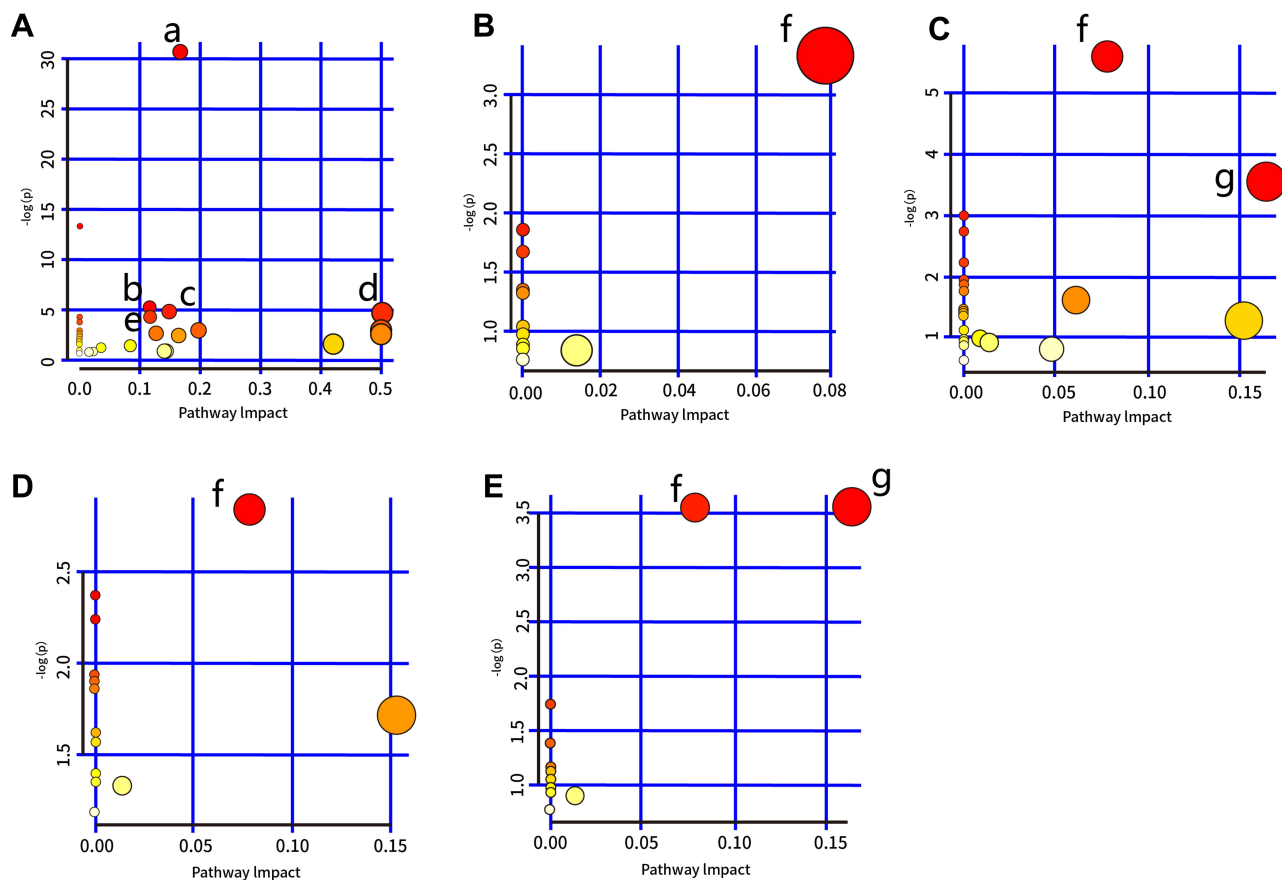 A
a
b
c
d
e
30
25
20
15
10
5
0
-log(p)
0.0 0.1 0.2 0.3 0.4 0.5
Pathway Impact
B
f
3.0
2.5
2.0
1.5
1.0
-log(p)
0.00 0.02 0.04 0.06 0.08
Pathway Impact
C
f
g
5
4
3
2
1
-log(p)
0.00 0.05 0.10 0.15
Pathway Impact
D
f
2.5
2.0
1.5
-log(p)
0.00 0.05 0.10 0.15
Pathway Impact
E
f
g
3.5
3.0
2.5
2.0
1.5
1.0
-log(p)
0.00 0.05 0.10 0.15
Pathway Impact